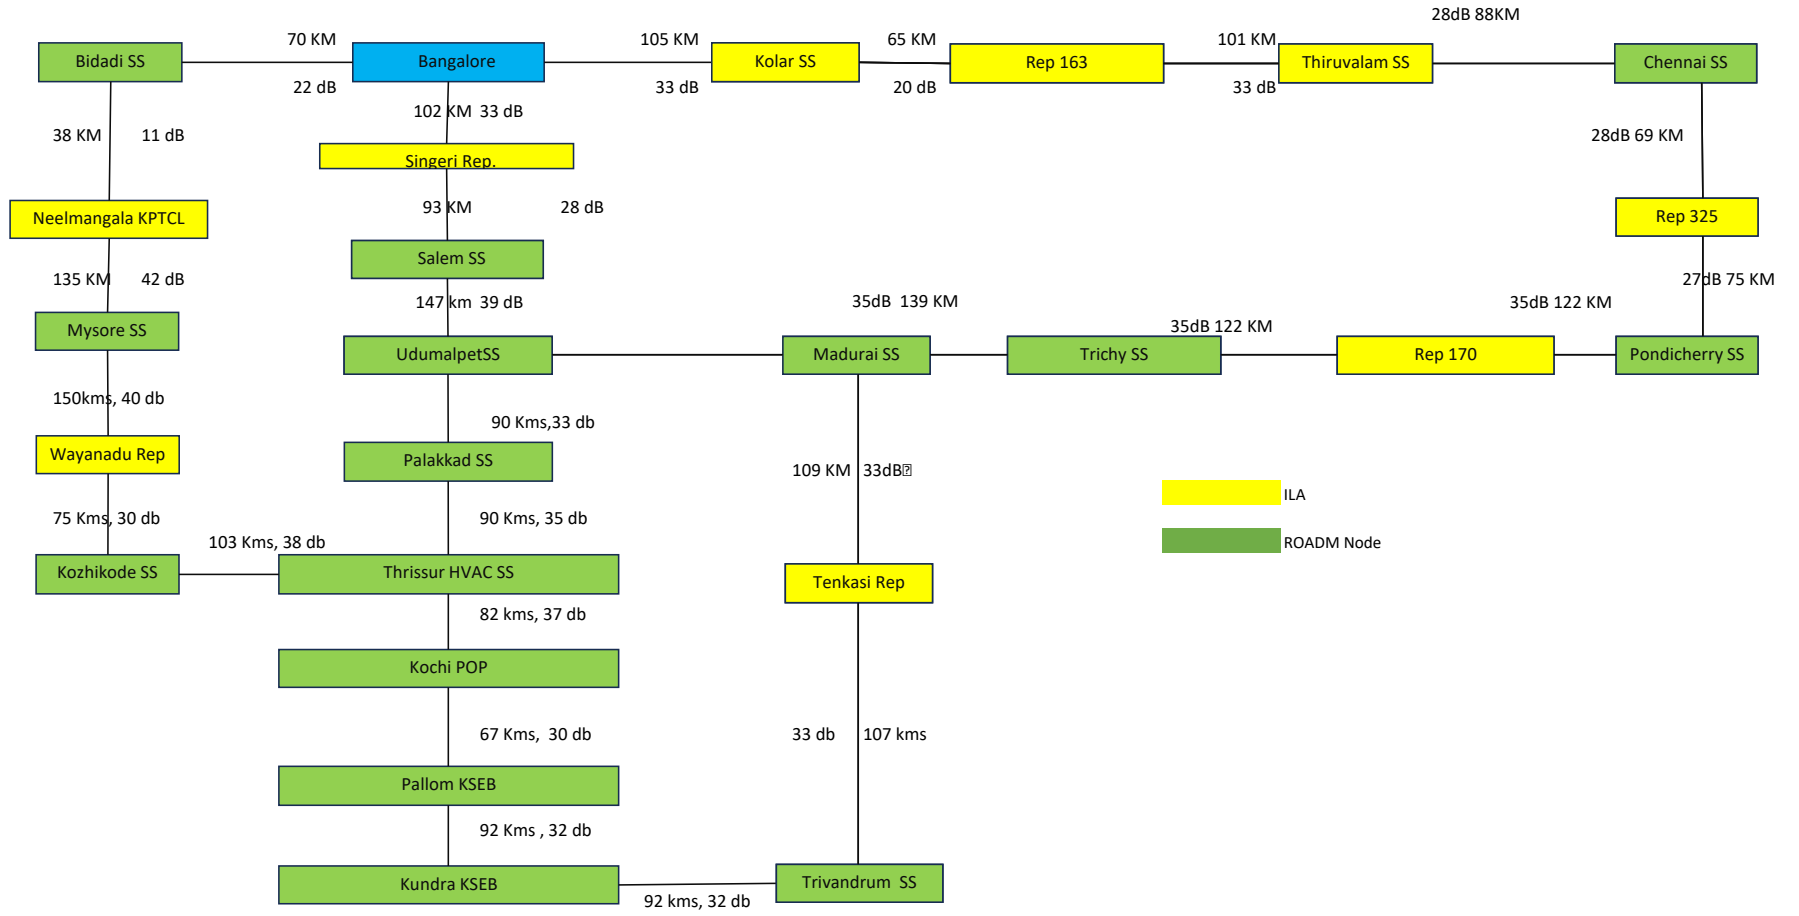 28dB 88KM
70 KM
105 KM
65 KM
101 KM
Bidadi SS
Bangalore
Kolar SS
Rep 163
Thiruvalam SS
Chennai SS
22 dB
33 dB
20 dB
33 dB
102 KM 33 dB
38 KM 11 dB
28dB 69 KM
Singeri Rep.
93 KM 28 dB
Neelmangala KPTCL
Rep 325
Salem SS
135 KM 42 dB
27dB 75 KM
147 km 39 dB
35dB 139 KM
35dB 122 KM
35dB 122 KM
Mysore SS
UdumalpetSS
Madurai SS
Trichy SS
Rep 170
Pondicherry SS
150kms, 40 db
90 Kms,33 db
Wayanadu Rep
Palakkad SS
109 KM 33dB
ILA
75 Kms, 30 db
90 Kms, 35 db
103 Kms, 38 db
ROADM Node
Kozhikode SS
Thrissur HVAC SS
Tenkasi Rep
82 kms, 37 db
Kochi POP
67 Kms, 30 db
33 db 107 kms
Pallom KSEB
92 Kms , 32 db
Kundra KSEB
Trivandrum SS
92 kms, 32 db